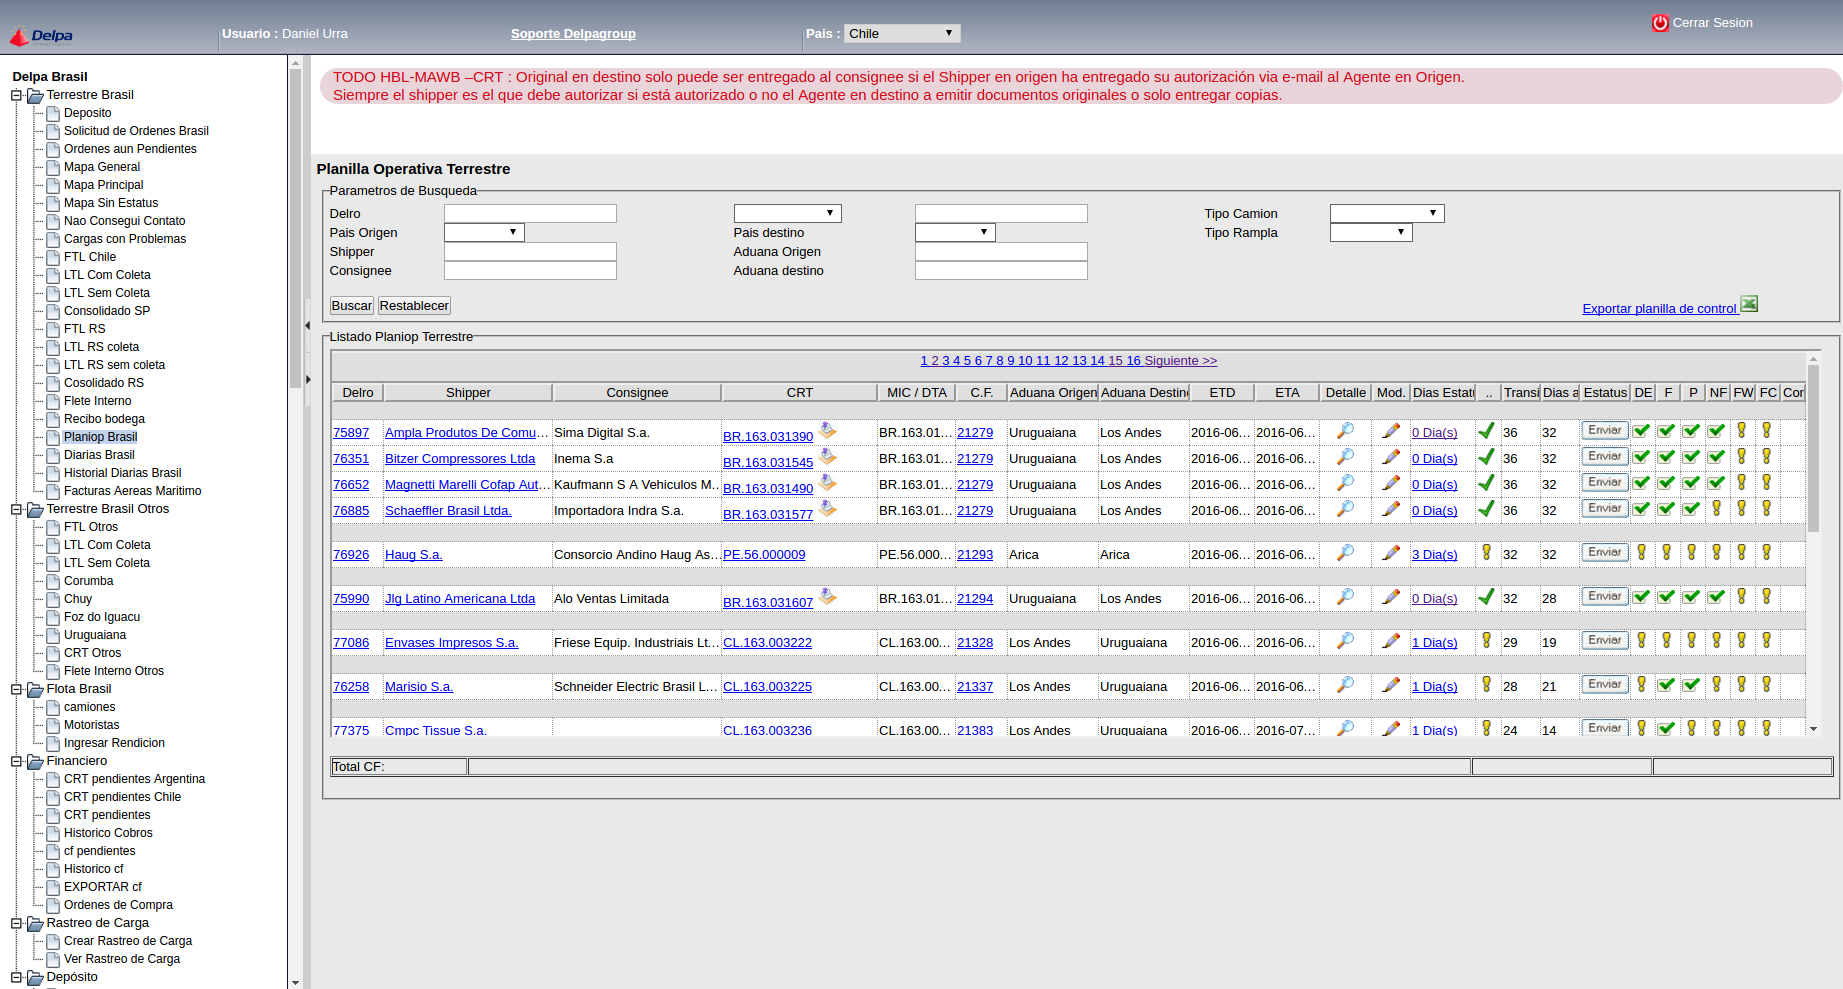 Delpa
Usuario : Daniel Urra
Soporte Delpagroup
Pais : Chile
Cerrar Sesion
TODO HBL-MAWB –CRT : Original en destino solo puede ser entregado al consignee si el Shipper en origen ha entregado su autorización via e-mail al Agente en Origen.
Siempre el shipper es el que debe autorizar si está autorizado o no el Agente en destino a emitir documentos originales o solo entregar copias.
Delpa Brasil
Terrestre Brasil
Deposito
Solicitud de Ordenes Brasil
Ordenes aun Pendientes
Mapa General
Mapa Principal
Mapa Sin Estatus
Nao Consegui Contato
Cargas con Problemas
FTL Chile
LTL Com Coleta
LTL Sem Coleta
Consolidado SP
FTL RS
LTL RS coleta
LTL RS sem coleta
Cosolidado RS
Flete Interno
Recibo bodega
Planiop Brasil
Diarias Brasil
Historial Diarias Brasil
Facturas Aereas Maritimo
Terrestre Brasil Otros
FTL Otros
LTL Com Coleta
LTL Sem Coleta
Corumba
Chuy
Foz do Iguacu
Uruguaiana
CRT Otros
Flete Interno Otros
Flota Brasil
camiones
Motoristas
Ingresar Rendicion
Financiero
CRT pendientes Argentina
CRT pendientes Chile
CRT pendientes
Historico Cobros
cf pendientes
Historico cf
EXPORTAR cf
Ordenes de Compra
Rastreo de Carga
Crear Rastreo de Carga
Ver Rastreo de Carga
Depósito
Planilla Operativa Terrestre
Parametros de Busqueda
Delro Tipo Camion
Pais Origen Pais destino Tipo Rampla
Shipper Aduana Origen
Consignee Aduana destino
Buscar Restablecer
Exportar planilla de control
Listado Planiop Terrestre
1 2 3 4 5 6 7 8 9 10 11 12 13 14 15 16 Siguiente >>
Delro Shipper Consignee CRT MIC / DTA C.F. Aduana Origen Aduana Destin ETD ETA Detalle Mod. Dias Estat .. Transi Dias a Estatus DE F P NF FW FC Con
75897 Ampla Produtos De Comu... Sima Digital S.a. BR.163.031390 BR.163.01... 21279 Uruguaiana Los Andes 2016-06... 2016-06... 0 Dia(s) 36 32 Enviar
76351 Bitzer Compressores Ltda Inema S.a BR.163.031545 BR.163.01... 21279 Uruguaiana Los Andes 2016-06... 2016-06... 0 Dia(s) 36 32 Enviar
76652 Magnetti Marelli Cofap Aut... Kaufmann S A Vehiculos M... BR.163.031490 BR.163.01... 21279 Uruguaiana Los Andes 2016-06... 2016-06... 0 Dia(s) 36 32 Enviar
76885 Schaeffler Brasil Ltda. Importadora Indra S.a. BR.163.031577 BR.163.01... 21279 Uruguaiana Los Andes 2016-06... 2016-06... 0 Dia(s) 36 32 Enviar
76926 Haug S.a. Consorcio Andino Haug As... PE.56.000009 PE.56.000... 21293 Arica Arica 2016-06... 2016-06... 3 Dia(s) 32 32 Enviar
75990 Jlg Latino Americana Ltda Alo Ventas Limitada BR.163.031607 BR.163.01... 21294 Uruguaiana Los Andes 2016-06... 2016-06... 0 Dia(s) 32 28 Enviar
77086 Envases Impresos S.a. Friese Equip. Industriais Lt... CL.163.003222 CL.163.00... 21328 Los Andes Uruguaiana 2016-06... 2016-06... 1 Dia(s) 29 19 Enviar
76258 Marisio S.a. Schneider Electric Brasil L... CL.163.003225 CL.163.00... 21337 Los Andes Uruguaiana 2016-06... 2016-06... 1 Dia(s) 28 21 Enviar
77375 Cmpc Tissue S.a. CL.163.003236 CL.163.00... 21383 Los Andes Uruguaiana 2016-06... 2016-07... 1 Dia(s) 24 14 Enviar
Total CF: